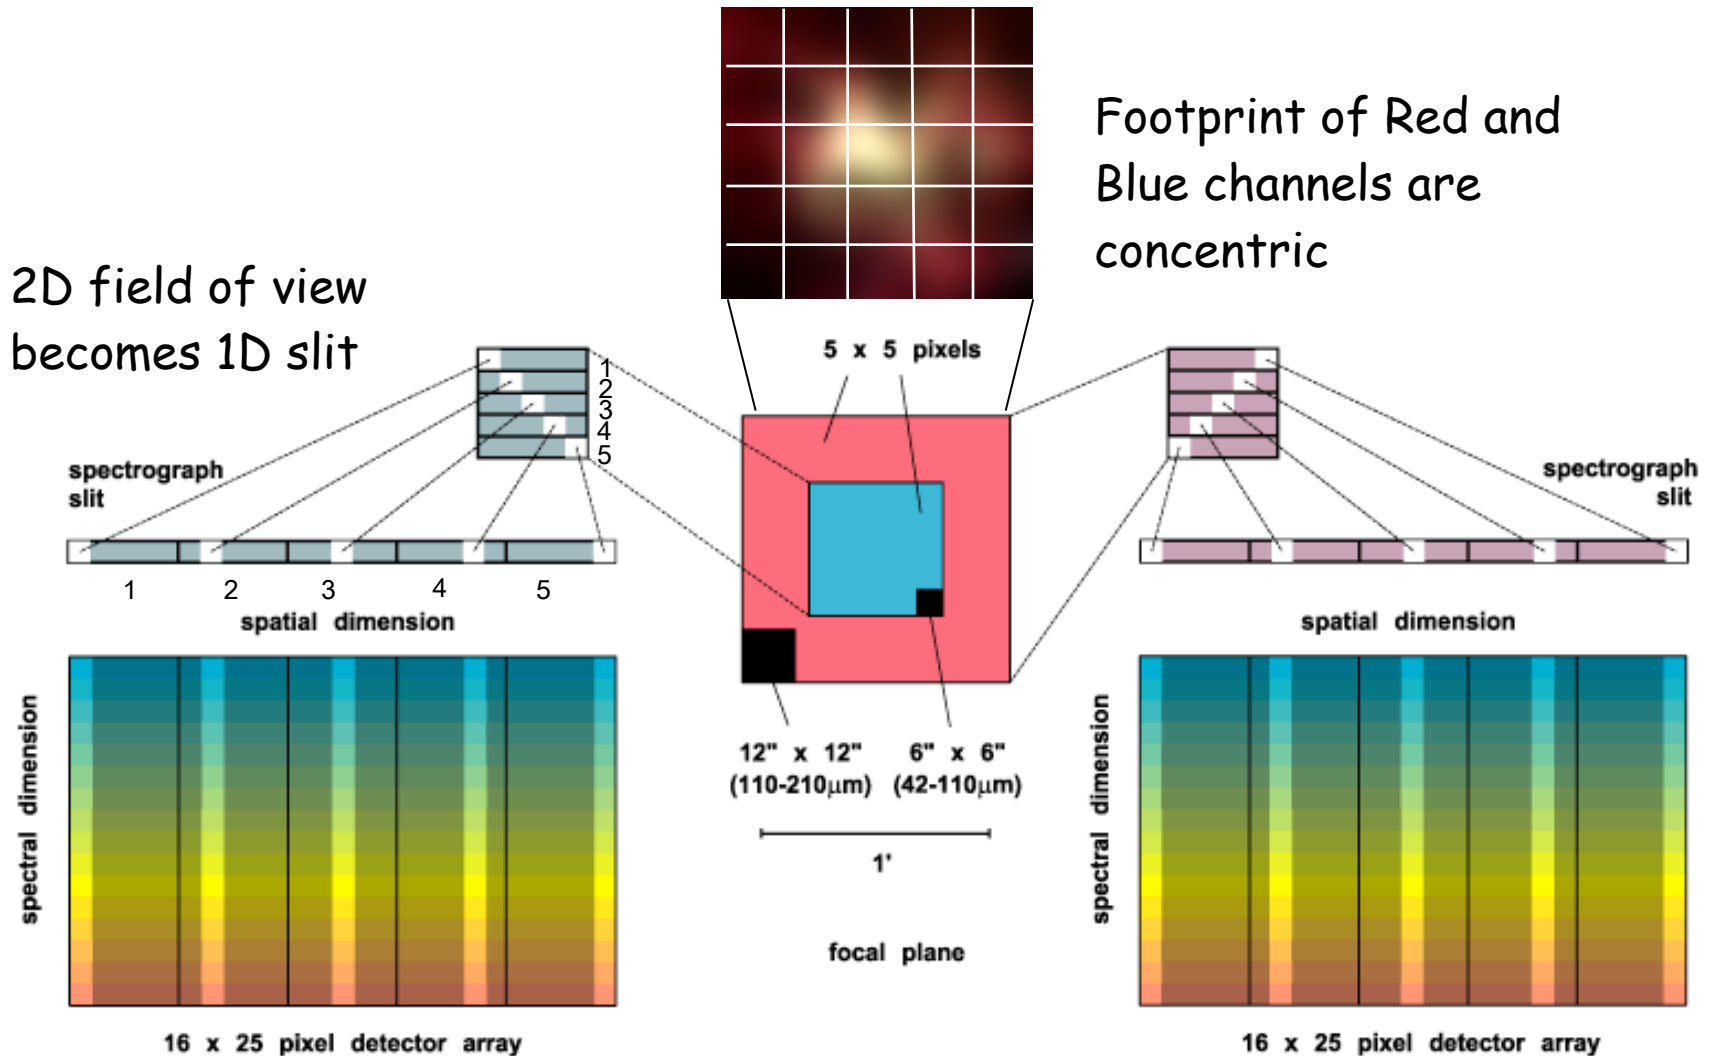 Footprint of Red and
Blue channels are
concentric
2D field of view
becomes 1D slit
5 x 5 pixels
1
2
3
4
5
spectrograph
slit
spectrograph
slit
1 2 3 4 5
spatial dimension
spatial dimension
spectral dimension
spectral dimension
12" x 12"
(110-210μm)
6" x 6"
(42-110μm)
1'
focal plane
16 x 25 pixel detector array
16 x 25 pixel detector array